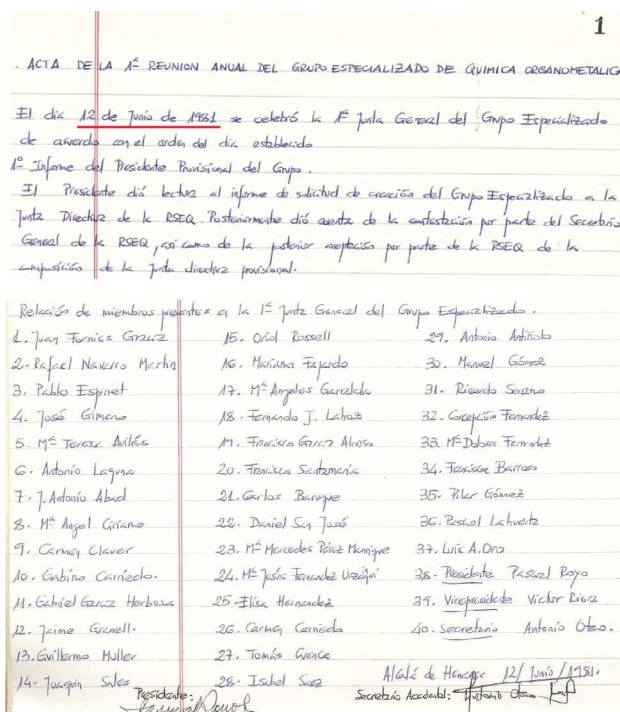 1
. ACTA DE LA 1ª REUNION ANUAL DEL GRUPO ESPECIALIZADO DE QUIMICA ORGANOMETALICA
El dia 12 de Junio de 1981 se celebró la 1ª Junta General del Grupo Especializado
de acuerdo con el orden del día establecido
1º Informe del Presidente Provisional del Grupo.
El Presidente dió lectura al informe de solicitud de creación del Grupo Especializado a la
Junta Directiva de la RSEQ. Posteriormente dió cuenta de la contestación por parte del Secretario
General de la RSEQ, así como de la posterior aceptación por parte de la RSEQ de la
composición de la Junta directiva provisional.
Relación de miembros presentes a la 1ª Junta General del Grupo Especializado.
1. Juan Fornies Gracia
2.- Rafael Navarro Martin
3. Pablo Espinet
4. José Gimeno
5. Mª Teresa Avilés
6. Antonio Laguna
7. J. Antonio Abad
8. Mª Angel Ciriano
9. Carmen Claver
10. Gabino Carriedo.
11. Gabriel Garcia Herbosa
12. Jaime Granell.
13. Guillermo Muller
14. Joaquin Sales
15. Oriol Rossell
16. Mariano Fajardo
17. Mª Angeles Garralda
18. Fernando J. Lahoz
19. Francisco Garcia Alonso
20. Francisca Santamaria
21. Carlos Baruque
22. Daniel San José
23. Mª Mercedes Pérez Manrique
24. Mª Jesús Fernandez
25. Elisa Hernandez
26. Carmen Carriedo
27. Tomás Cuenca
28. Isabel Saez
29. Antonio Antiñolo
30. Manuel Gómez
31. Ricardo Serrano
32. Concepción Fernandez
33. Mª Dolores Fernandez
34. Barroso
35. Pilar Gómez
36. Pascual Lahuerta
37. Luis A. Oro
38. Presidente Pascual Royo
39. Vicepresidente Victor Riera
40. Secretario Antonio Otero.
Alcalá de Henares 12/Junio/1981.
Presidente:
Secretario Accidental: Antonio Otero